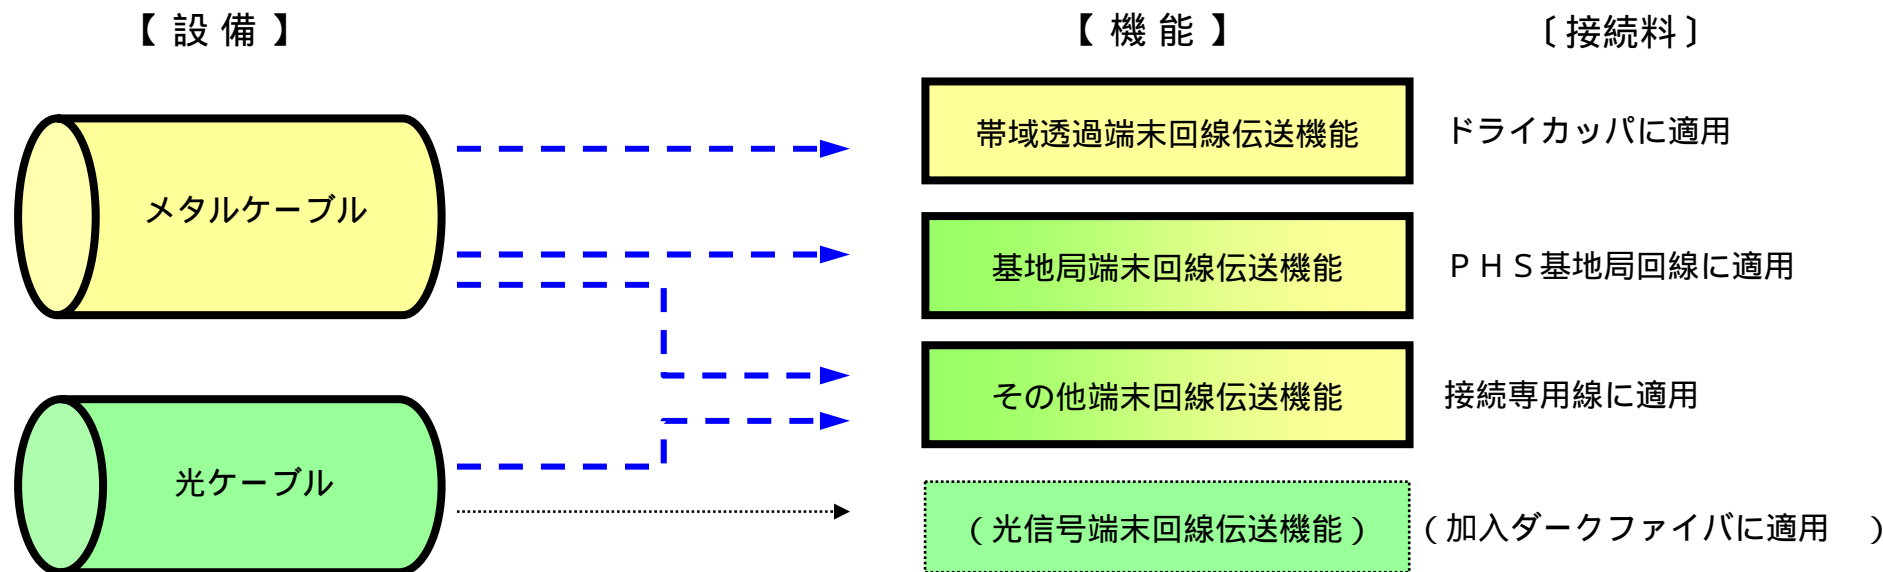 【 設 備 】
【 機 能 】
〔接続料〕
メタルケーブル
光ケーブル
帯域透過端末回線伝送機能
ドライカッパに適用
基地局端末回線伝送機能
ＰＨＳ基地局回線に適用
その他端末回線伝送機能
接続専用線に適用
（光信号端末回線伝送機能）
（加入ダークファイバに適用　）